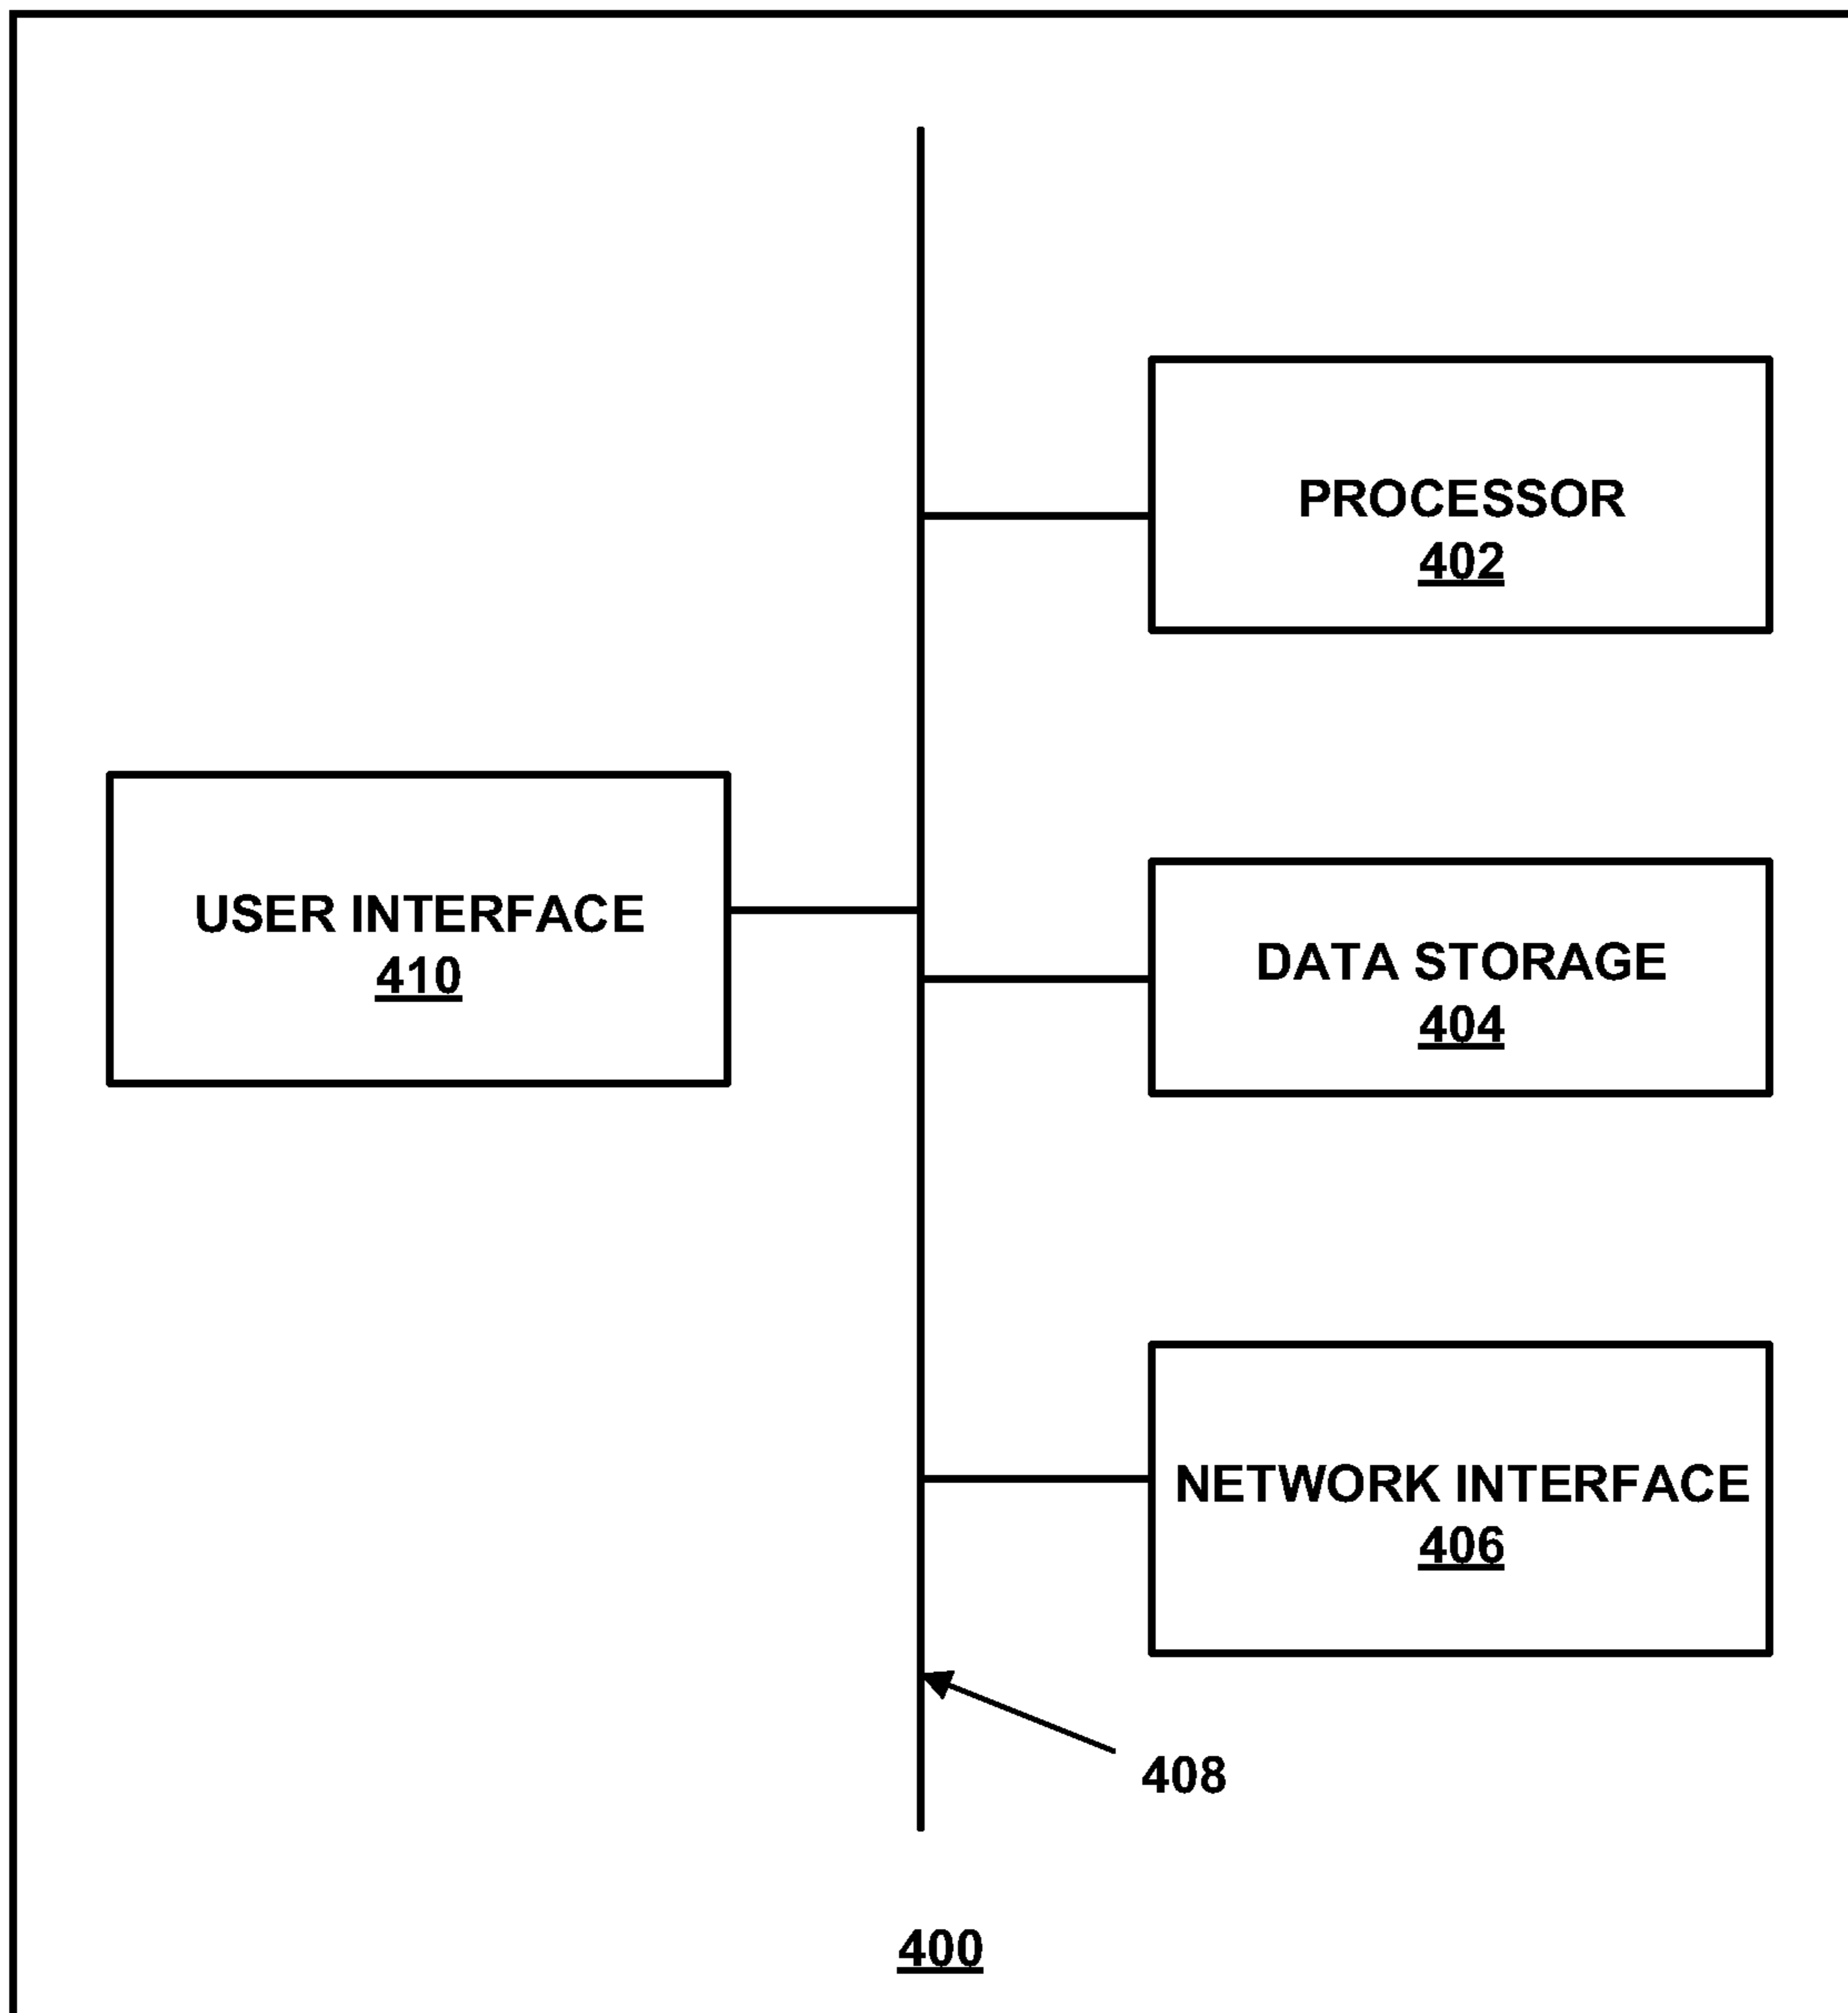 PROCESSOR
402
USER INTERFACE
410
DATA STORAGE
404
NETWORK INTERFACE
406
408
400